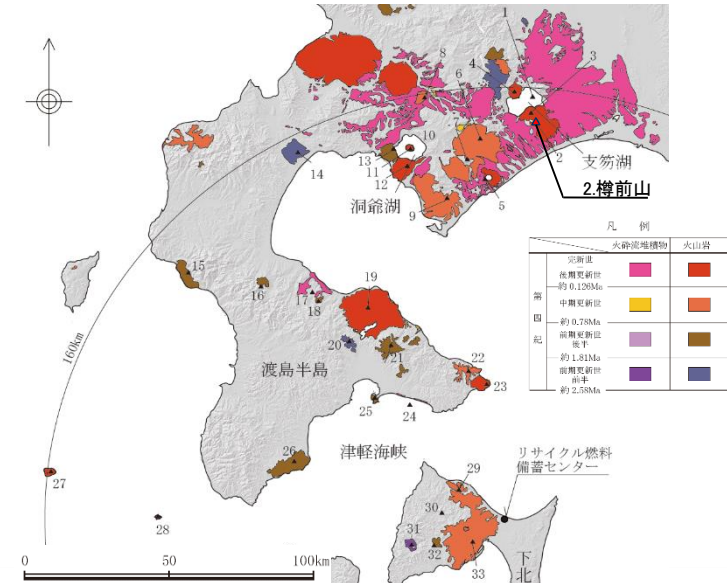 1
3
4
8
6
10
13
11
12
14
2
支笏湖
2.樽前山
洞爺湖
9
5
凡 例
火砕流堆積物 火山岩
完新世
後期更新世
約 0.126Ma
中期更新世
約 0.78Ma
前期更新世
後半
約 1.81Ma
前期更新世
前半
約 2.58Ma
第四紀
15
16
17
18
19
20
21
22
23
24
25
26
160km
渡島半島
津軽海峡
リサイクル燃料
備蓄センター
27
28
29
30
31
32
33
下北
0 50 100km